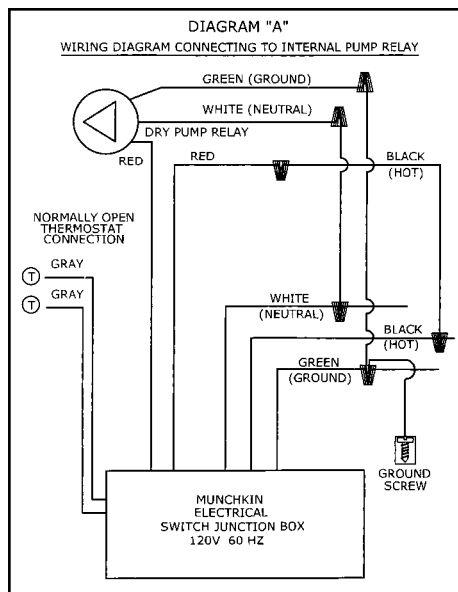 DIAGRAM "A"
WIRING DIAGRAM CONNECTING TO INTERNAL PUMP RELAY
GREEN (GROUND)
WHITE (NEUTRAL)
DRY PUMP RELAY
RED
RED
BLACK
(HOT)
NORMALLY OPEN
THERMOSTAT
CONNECTION
T
GRAY
T
GRAY
WHITE
(NEUTRAL)
BLACK
(HOT)
GREEN
(GROUND)
GROUND
SCREW
MUNCHKIN
ELECTRICAL
SWITCH JUNCTION BOX
120V 60 HZ